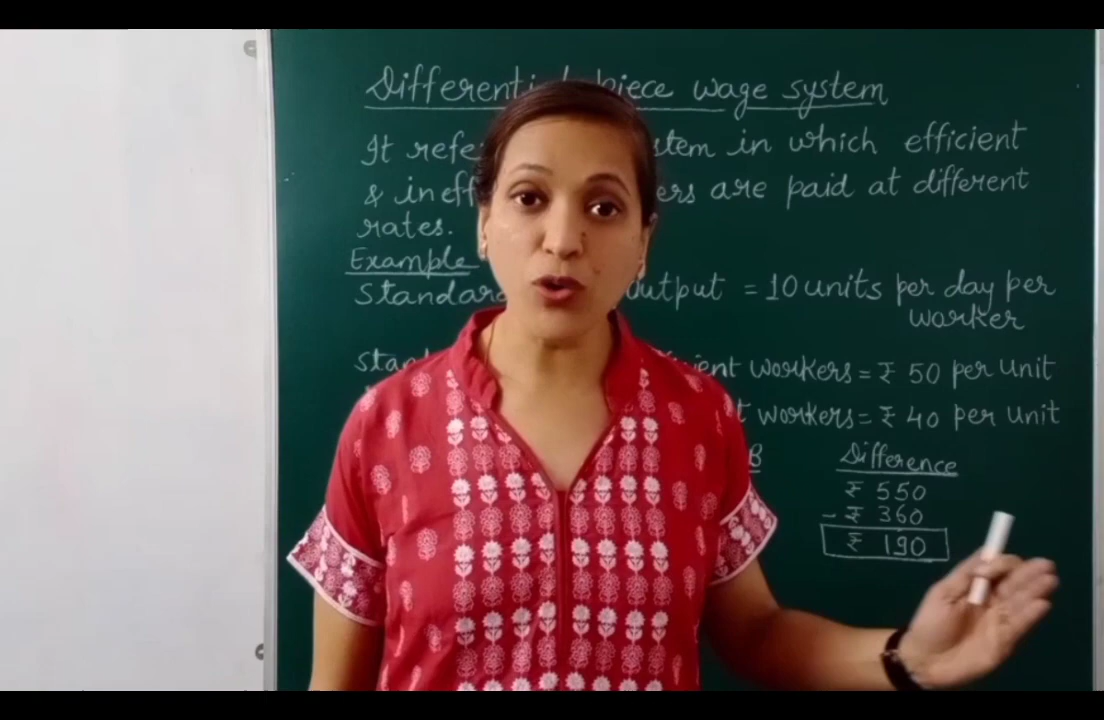 Differenti piece wage system
It refe stem in which efficient
& ineff ers are paid at different
rates.
Example
Standard Output = 10 units per day per
worker
Stan ient workers = ₹ 50 per unit
t workers = ₹ 40 per unit
B Difference
₹ 550
- ₹ 360
₹ 190